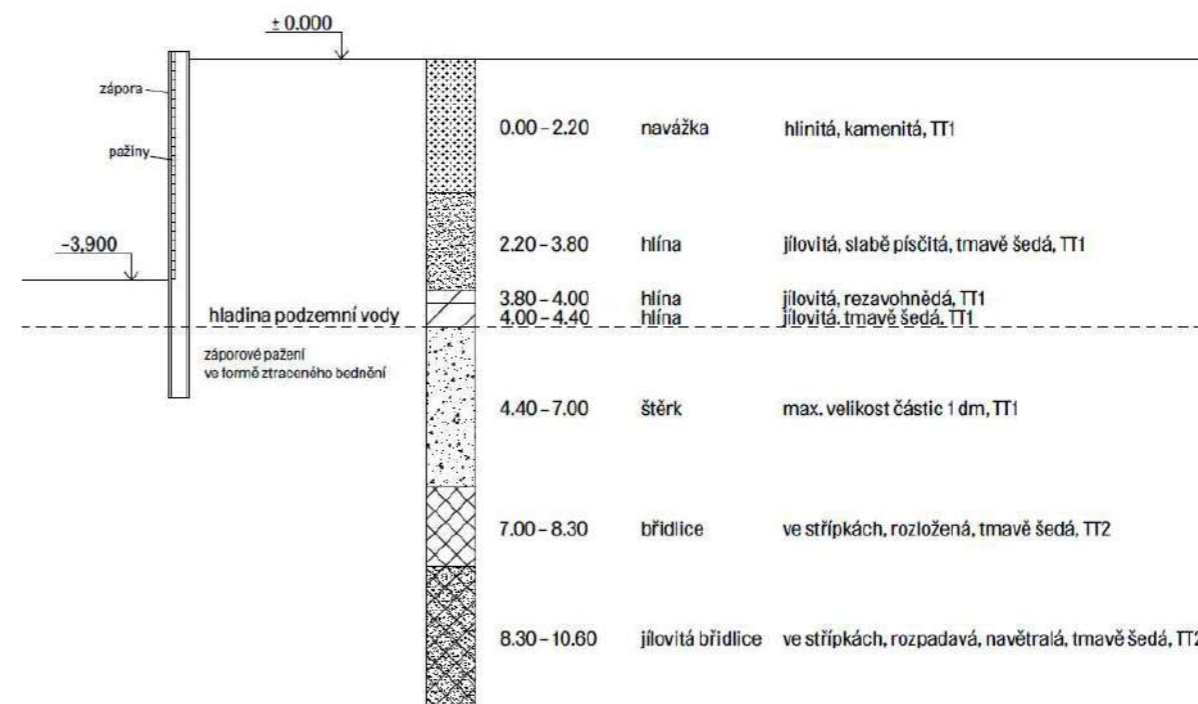 ± 0.000
zápora
pažiny
-3,900
hladina podzemní vody
záporové pažení
ve formě ztraceného bednění
0.00 – 2.20 navážka hlinitá, kamenitá, TT1
2.20 – 3.80 hlína jílovitá, slabě písčitá, tmavě šedá, TT1
3.80 – 4.00 hlína jílovitá, rezavohnědá, TT1
4.00 – 4.40 hlína jílovitá, tmavě šedá, TT1
4.40 – 7.00 štěrk max. velikost částic 1 dm, TT1
7.00 – 8.30 břidlice ve střípkách, rozložená, tmavě šedá, TT2
8.30 – 10.60 jílovitá břidlice ve střípkách, rozpadavá, navětralá, tmavě šedá, TT2